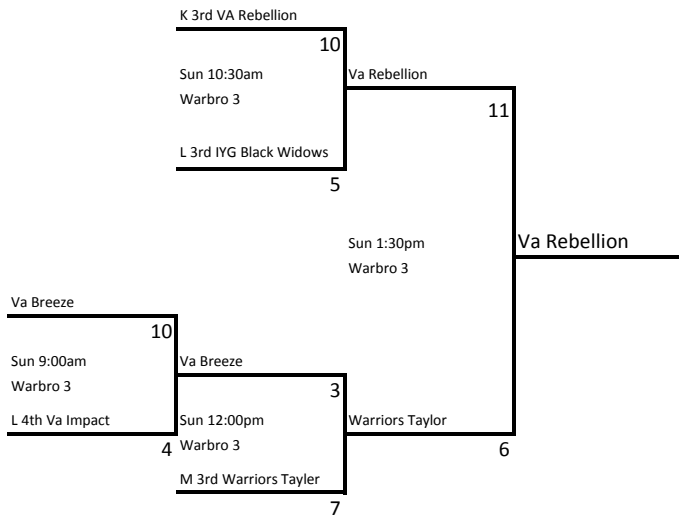 K 3rd VA Rebellion
10
Sun 10:30am
Va Rebellion
Warbro 3
11
L 3rd IYG Black Widows
5
Sun 1:30pm
Va Rebellion
Warbro 3
Va Breeze
10
Sun 9:00am
Va Breeze
Warbro 3
3
L 4th Va Impact
Sun 12:00pm
Warriors Taylor
4
Warbro 3
6
M 3rd Warriors Tayler
7